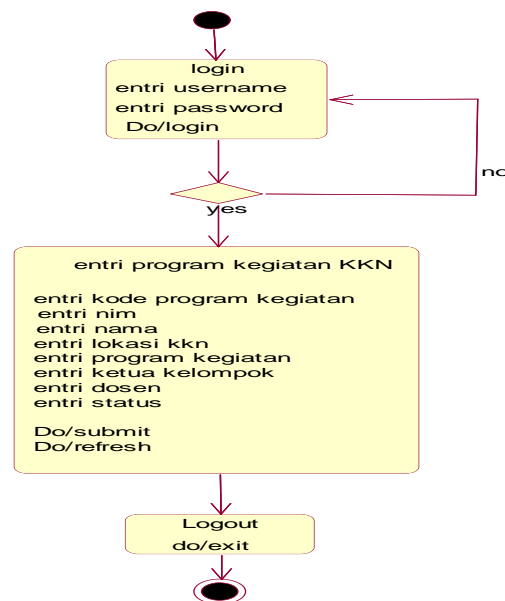 login
entri username
entri password
Do/login
no
yes
entri program kegiatan KKN
entri kode program kegiatan
entri nim
entri nama
entri lokasi kkn
entri program kegiatan
entri ketua kelompok
entri dosen
entri status
Do/submit
Do/refresh
Logout
do/exit